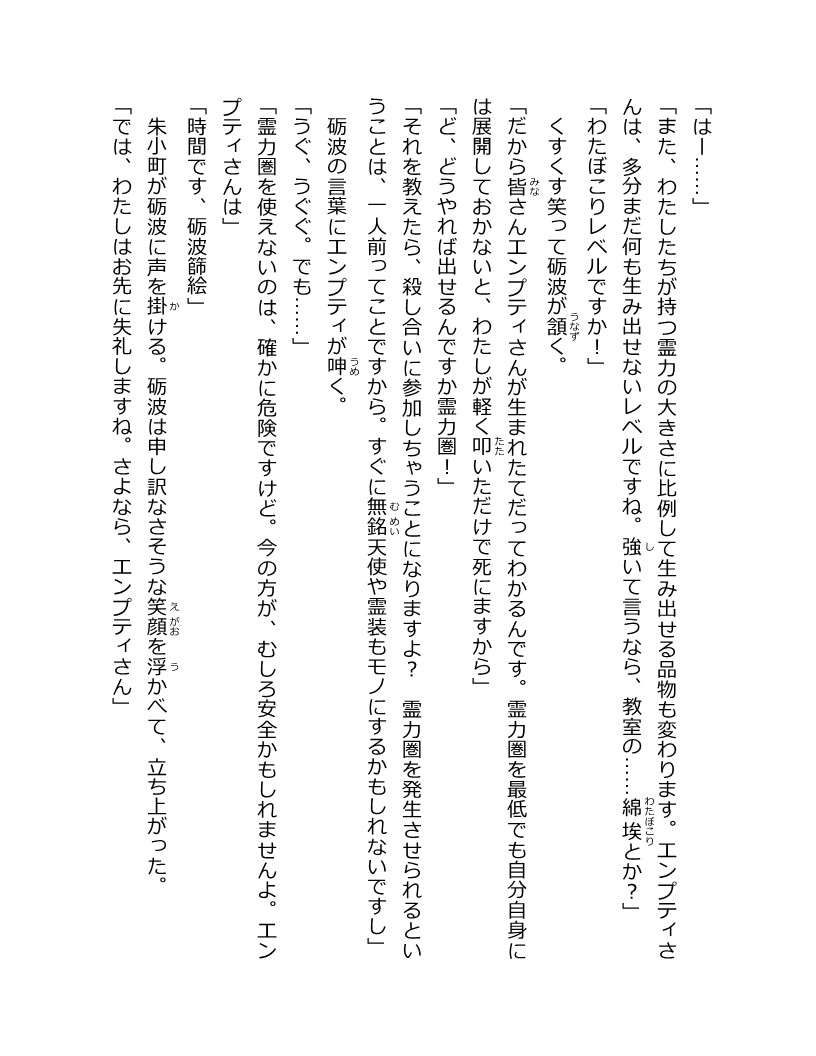 「はー……」
「また、わたしたちが持つ霊力の大きさに比例して生み出せる品物も変わります。エンプティさ
んは、多分まだ何も生み出せないレベルですね。強いて言うなら、教室の……綿埃とか？」
「わたぼこりレベルですか！」
　くすくす笑って砺波が頷く。
「だから皆さんエンプティさんが生まれたてだってわかるんです。霊力圏を最低でも自分自身に
は展開しておかないと、わたしが軽く叩いただけで死にますから」
「ど、どうやれば出せるんですか霊力圏！」
「それを教えたら、殺し合いに参加しちゃうことになりますよ？　霊力圏を発生させられるとい
うことは、一人前ってことですから。すぐに無銘天使や霊装もモノにするかもしれないですし」
　砺波の言葉にエンプティが呻く。
「うぐ、うぐぐ。でも……」
「霊力圏を使えないのは、確かに危険ですけど。今の方が、むしろ安全かもしれませんよ。エン
プティさんは」
「時間です、砺波篩絵」
　朱小町が砺波に声を掛ける。砺波は申し訳なさそうな笑顔を浮かべて、立ち上がった。
「では、わたしはお先に失礼しますね。さよなら、エンプティさん」